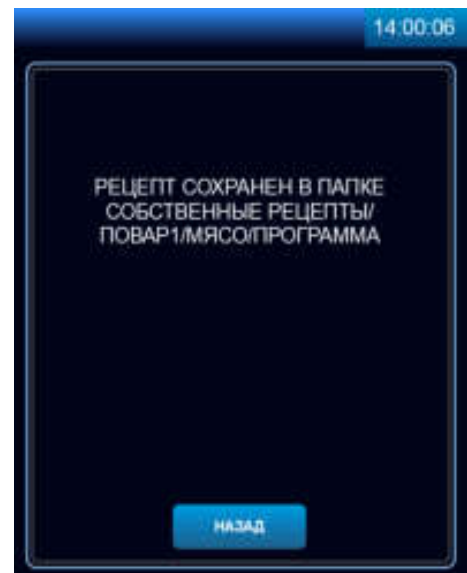 14:00:06
РЕЦЕПТ СОХРАНЕН В ПАПКЕ
СОБСТВЕННЫЕ РЕЦЕПТЫ/
ПОВАР1/МЯСО/ПРОГРАММА
НАЗАД